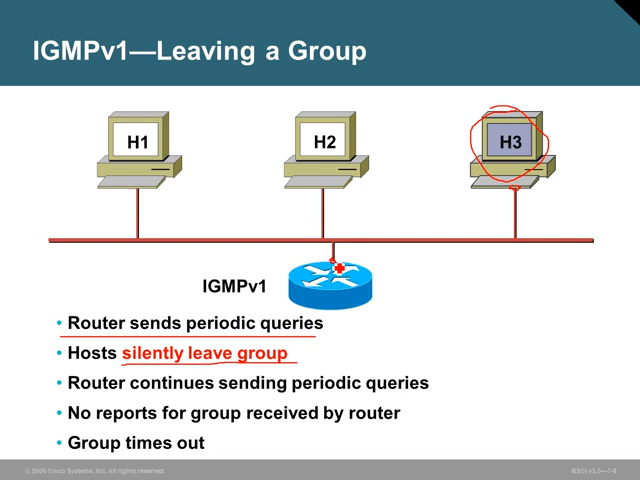 IGMPv1—Leaving a Group
H1
H2
H3
IGMPv1
• Router sends periodic queries
• Hosts silently leave group
• Router continues sending periodic queries
• No reports for group received by router
• Group times out
© 2006 Cisco Systems, Inc. All rights reserved.
BSCI v3.0—7-6